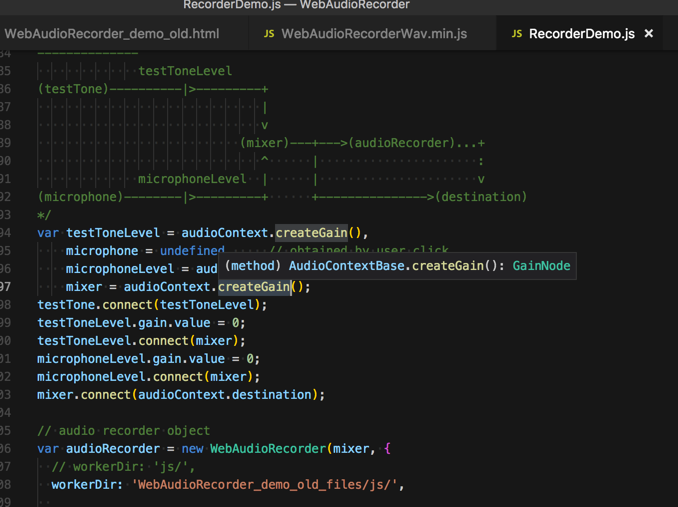 RecorderDemo.js — WebAudioRecorder
WebAudioRecorder_demo_old.html JS WebAudioRecorderWav.min.js JS RecorderDemo.js ×
84 --------------
85 testToneLevel
86 (testTone)----------|>---------+
87 |
88 v
89 (mixer)---+--->(audioRecorder)...+
90 ^ | :
91 microphoneLevel | | v
92 (microphone)--------|>---------+ +--------------->(destination)
93 */
94 var testToneLevel = audioContext.createGain(),
95 microphone = undefined, // obtained by user click
96 microphoneLevel = aud
(method) AudioContextBase.createGain(): GainNode
97 mixer = audioContext.createGain();
98 testTone.connect(testToneLevel);
99 testToneLevel.gain.value = 0;
00 testToneLevel.connect(mixer);
01 microphoneLevel.gain.value = 0;
02 microphoneLevel.connect(mixer);
03 mixer.connect(audioContext.destination);
04
05 // audio recorder object
06 var audioRecorder = new WebAudioRecorder(mixer, {
07 // workerDir: 'js/',
08 workerDir: 'WebAudioRecorder_demo_old_files/js/',
09